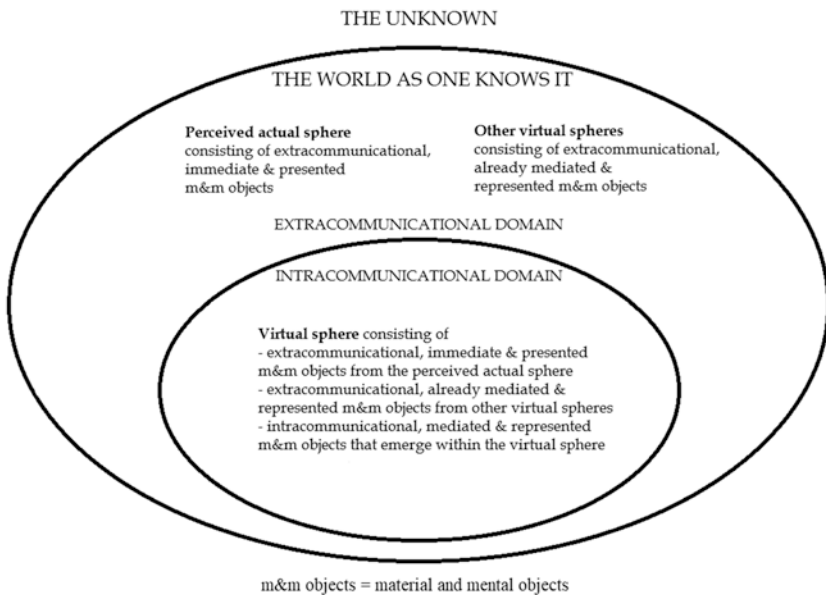 THE UNKNOWN
THE WORLD AS ONE KNOWS IT
Perceived actual sphere
consisting of extracommunicational,
immediate & presented
m&m objects
Other virtual spheres
consisting of extracommunicational,
already mediated &
represented m&m objects
EXTRACOMMUNICATIONAL DOMAIN
INTRACOMMUNICATIONAL DOMAIN
Virtual sphere consisting of
- extracommunicational, immediate & presented
m&m objects from the perceived actual sphere
- extracommunicational, already mediated &
represented m&m objects from other virtual spheres
- intracommunicational, mediated & represented
m&m objects that emerge within the virtual sphere
m&m objects = material and mental objects